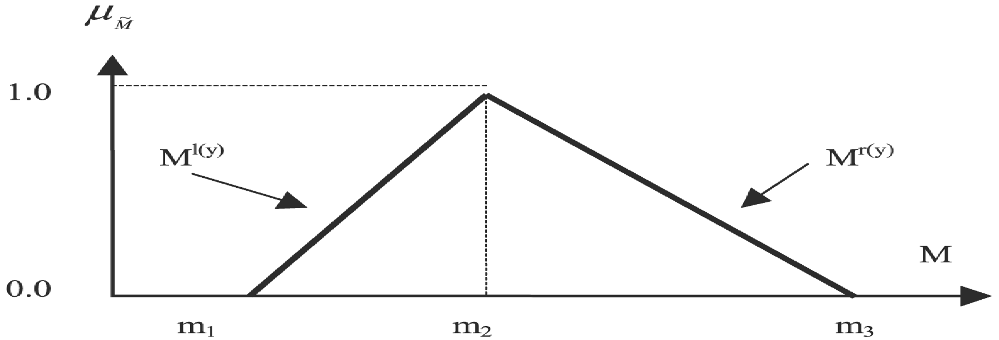 μ_M̃
1.0
M^l(y)
M^r(y)
M
0.0
m₁ m₂ m₃